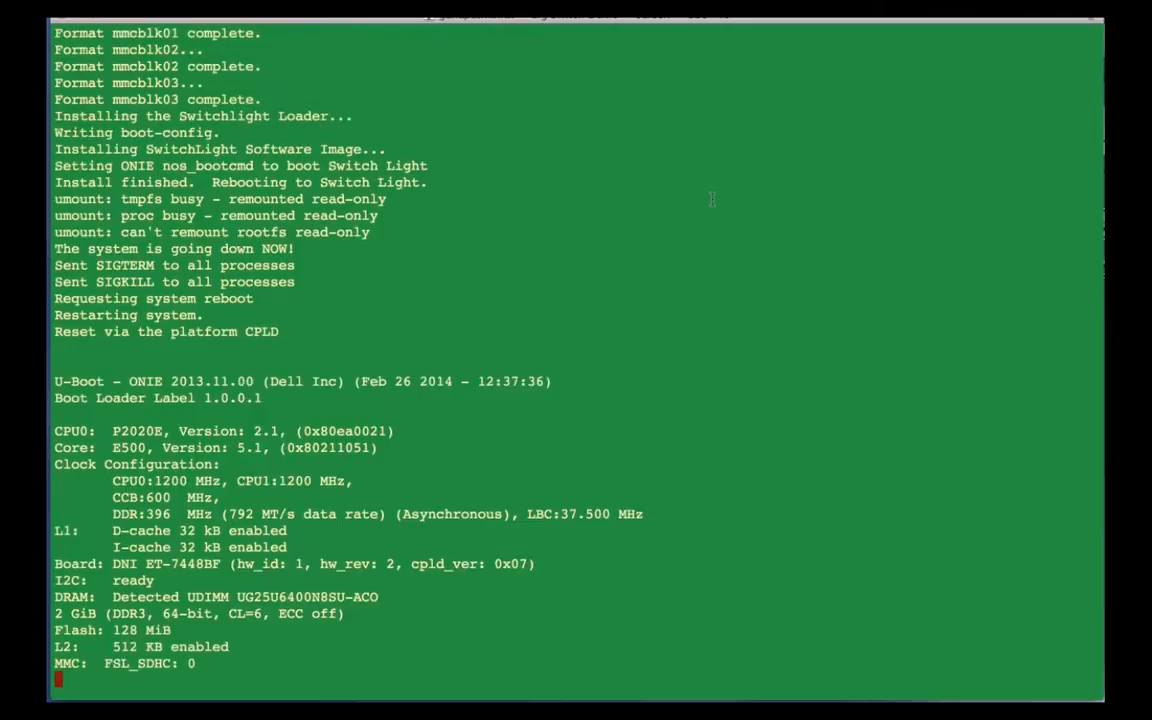 Format mmcblk01 complete.
Format mmcblk02...
Format mmcblk02 complete.
Format mmcblk03...
Format mmcblk03 complete.
Installing the Switchlight Loader...
Writing boot-config.
Installing SwitchLight Software Image...
Setting ONIE nos_bootcmd to boot Switch Light
Install finished.  Rebooting to Switch Light.
umount: tmpfs busy - remounted read-only
umount: proc busy - remounted read-only
umount: can't remount rootfs read-only
The system is going down NOW!
Sent SIGTERM to all processes
Sent SIGKILL to all processes
Requesting system reboot
Restarting system.
Reset via the platform CPLD
U-Boot - ONIE 2013.11.00 (Dell Inc) (Feb 26 2014 - 12:37:36)
Boot Loader Label 1.0.0.1
CPU0:  P2020E, Version: 2.1, (0x80ea0021)
Core:  E500, Version: 5.1, (0x80211051)
Clock Configuration:
       CPU0:1200 MHz, CPU1:1200 MHz,
       CCB:600  MHz,
       DDR:396  MHz (792 MT/s data rate) (Asynchronous), LBC:37.500 MHz
L1:    D-cache 32 kB enabled
       I-cache 32 kB enabled
Board: DNI ET-7448BF (hw_id: 1, hw_rev: 2, cpld_ver: 0x07)
I2C:   ready
DRAM:  Detected UDIMM UG25U6400N8SU-ACO
2 GiB (DDR3, 64-bit, CL=6, ECC off)
Flash: 128 MiB
L2:    512 KB enabled
MMC:  FSL_SDHC: 0